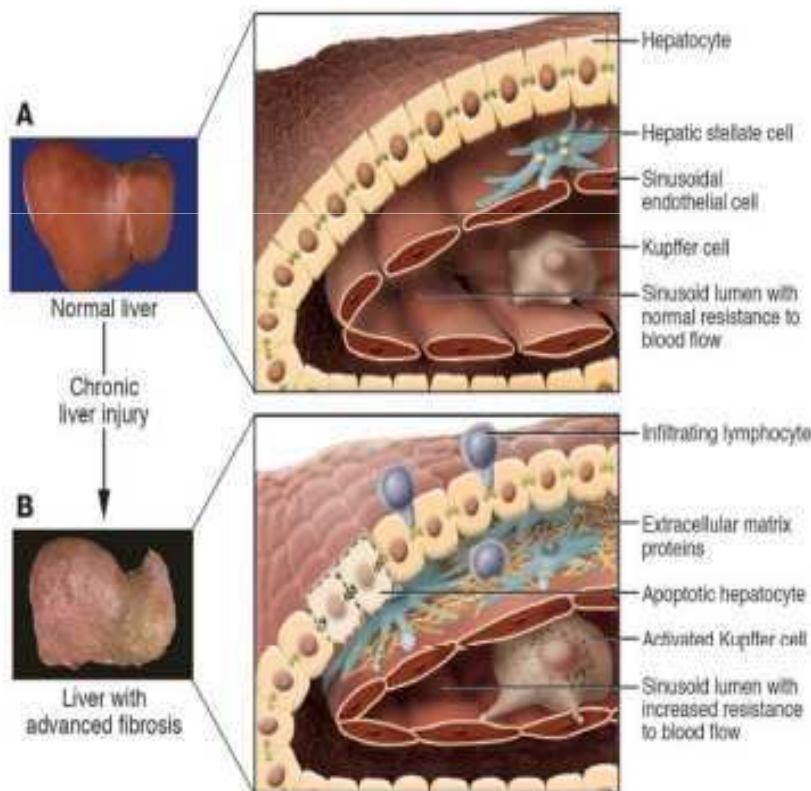 A
Normal liver
Chronic
liver injury
B
Liver with
advanced fibrosis
Hepatocyte
Hepatic stellate cell
Sinusoidal
endothelial cell
Kupffer cell
Sinusoid lumen with
normal resistance to
blood flow
Infiltrating lymphocyte
Extracellular matrix
proteins
Apoptotic hepatocyte
Activated Kupffer cell
Sinusoid lumen with
increased resistance
to blood flow